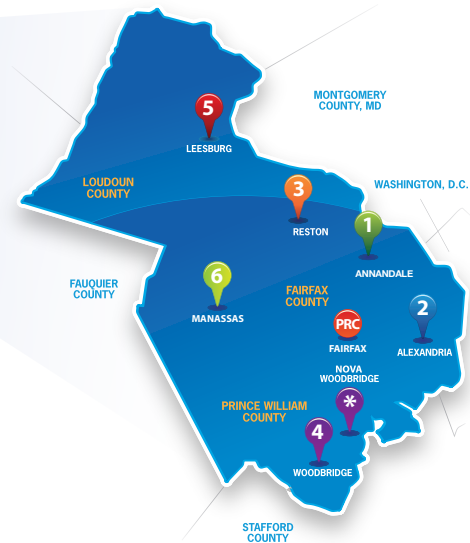 MONTGOMERY
COUNTY, MD
5
LEESBURG
LOUDOUN
COUNTY
WASHINGTON, D.C.
3
RESTON
1
ANNANDALE
FAUQUIER
COUNTY
6
MANASSAS
FAIRFAX
COUNTY
2
ALEXANDRIA
PRC
FAIRFAX
NOVA
WOODBRIDGE
*
PRINCE WILLIAM
COUNTY
4
WOODBRIDGE
STAFFORD
COUNTY